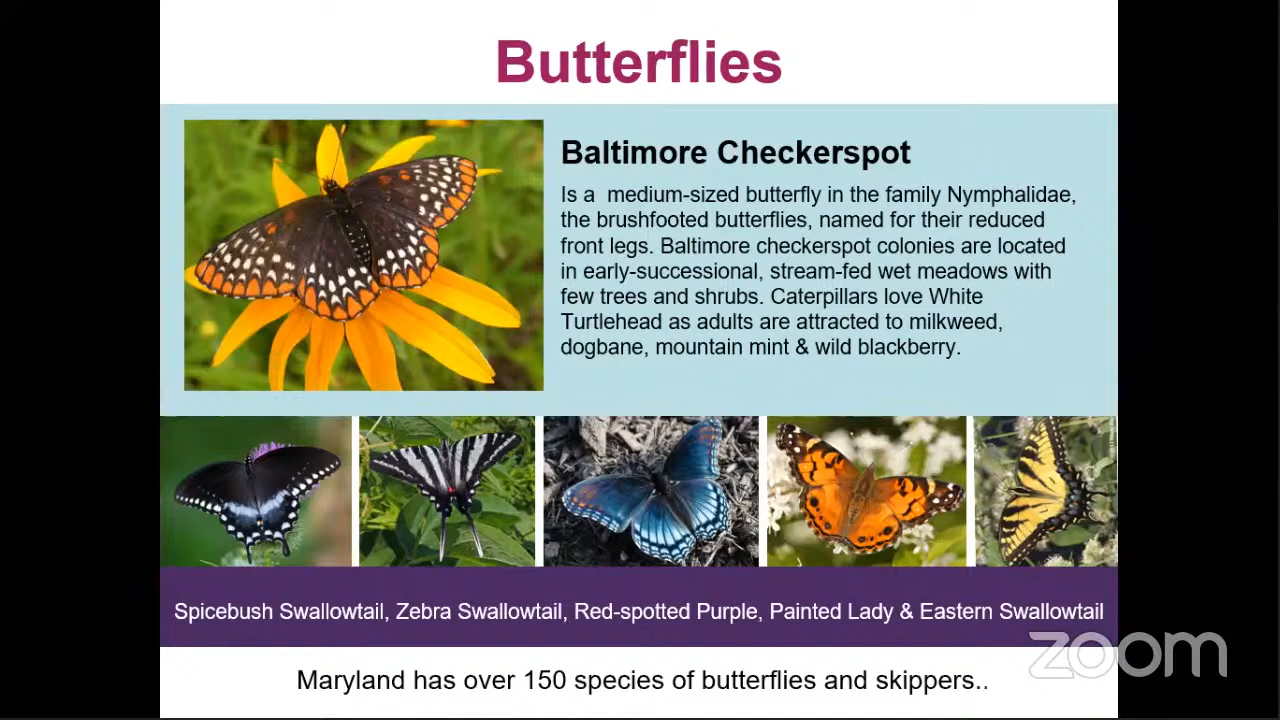 Butterflies
Baltimore Checkerspot
Is a  medium-sized butterfly in the family Nymphalidae,
the brushfooted butterflies, named for their reduced
front legs. Baltimore checkerspot colonies are located
in early-successional, stream-fed wet meadows with
few trees and shrubs. Caterpillars love White
Turtlehead as adults are attracted to milkweed,
dogbane, mountain mint & wild blackberry.
Spicebush Swallowtail, Zebra Swallowtail, Red-spotted Purple, Painted Lady & Eastern Swallowtail
zoom
Maryland has over 150 species of butterflies and skippers..